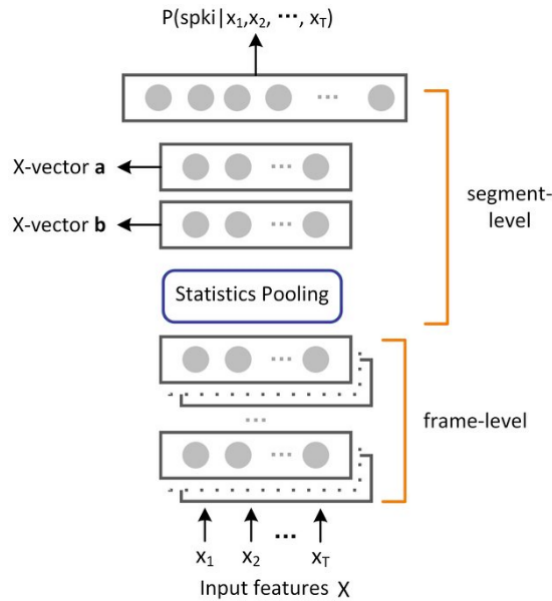 P(spki|x1,x2, ···, xT)
···
X-vector a
···
X-vector b
···
segment-
level
Statistics Pooling
···
···
frame-level
···
x1 x2 ··· xT
Input features X